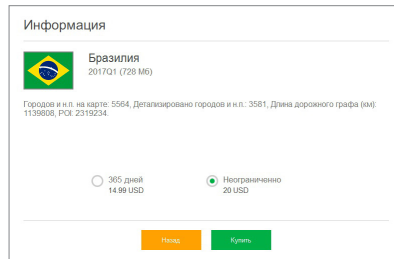 Информация
Бразилия
2017Q1 (728 Мб)
Городов и н.п. на карте: 5564, Детализировано городов и н.п.: 3581, Длина дорожного графа (км):
1139808, POI: 2319234.
365 дней
14.99 USD
Неограниченно
20 USD
Назад
Купить